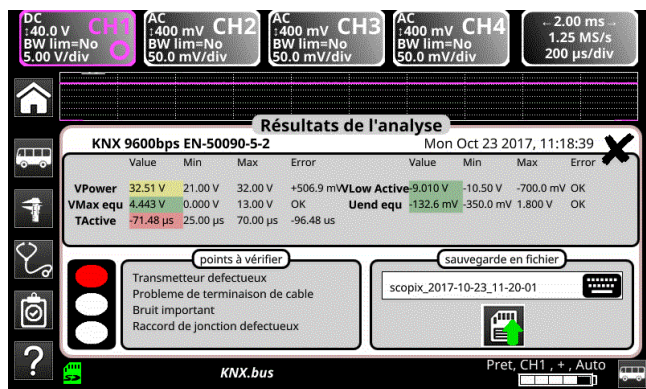 DC
↕40.0 V CH1
BW lim=No
5.00 V/div
AC
↕400 mV CH2
BW lim=No
50.0 mV/div
AC
↕400 mV CH3
BW lim=No
50.0 mV/div
AC
↕400 mV CH4
BW lim=No
50.0 mV/div
←2.00 ms→
1.25 MS/s
200 µs/div
Résultats de l'analyse
KNX 9600bps EN-50090-5-2 Mon Oct 23 2017, 11:18:39
Value Min Max Error Value Min Max Error
VPower 32.51 V 21.00 V 32.00 V +506.9 mV VLow Active -9.010 V -10.50 V -700.0 mV OK
VMax equ 4.443 V 0.000 V 13.00 V OK Uend equ -132.6 mV -350.0 mV 1.800 V OK
TActive -71.48 µs 25.00 µs 70.00 µs -96.48 us
points à vérifier
Transmetteur defectueux
Probleme de terminaison de cable
Bruit important
Raccord de jonction defectueux
sauvegarde en fichier
scopix_2017-10-23_11-20-01
?
KNX.bus
Pret, CH1 , + , Auto